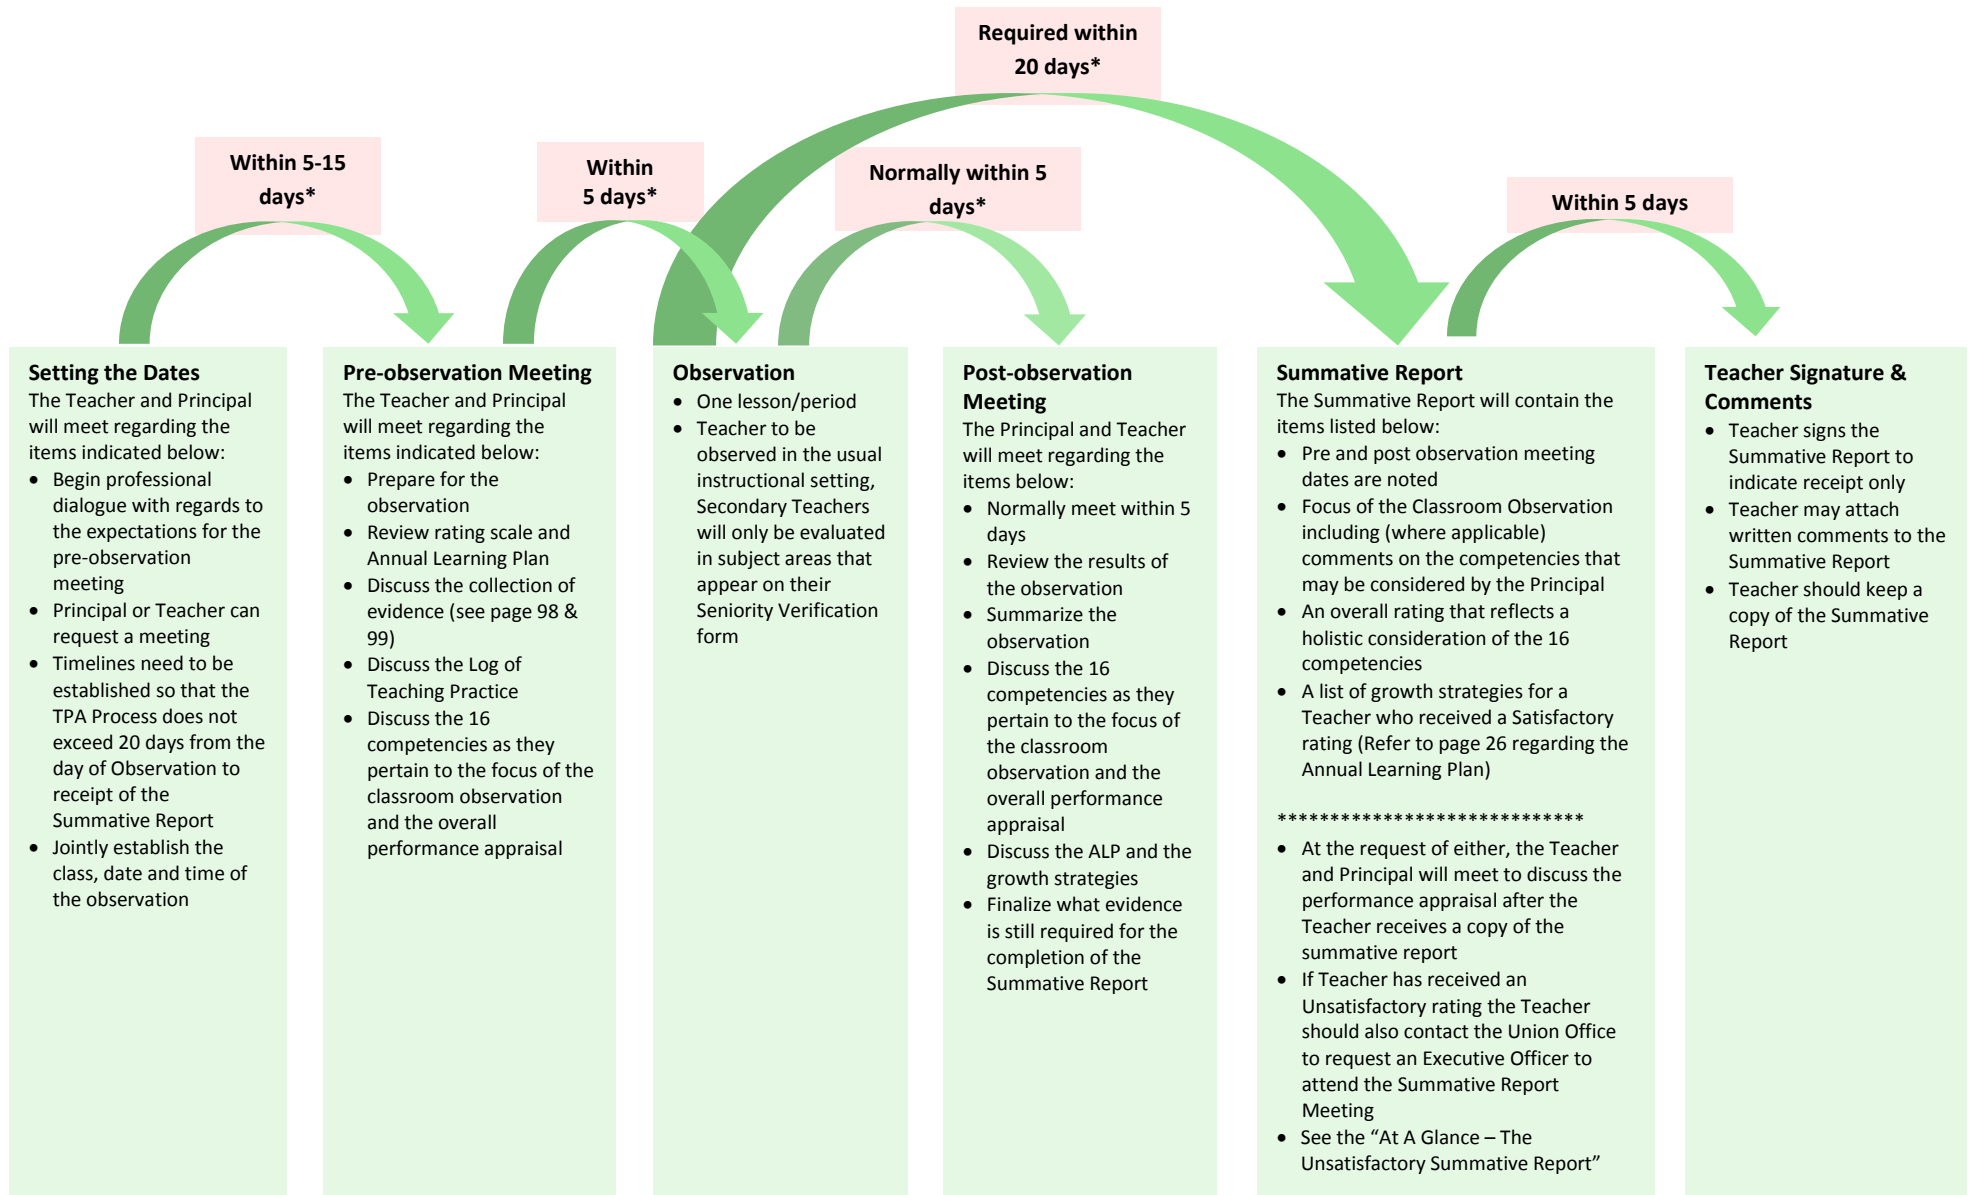 Required within
20 days*
Within 5-15
days*
Within
5 days*
Normally within 5
days*
Within 5 days
Setting the Dates
The Teacher and Principal
will meet regarding the
items indicated below:
• Begin professional
dialogue with regards to
the expectations for the
pre-observation
meeting
• Principal or Teacher can
request a meeting
• Timelines need to be
established so that the
TPA Process does not
exceed 20 days from the
day of Observation to
receipt of the
Summative Report
• Jointly establish the
class, date and time of
the observation
Pre-observation Meeting
The Teacher and Principal
will meet regarding the
items indicated below:
• Prepare for the
observation
• Review rating scale and
Annual Learning Plan
• Discuss the collection of
evidence (see page 98 &
99)
• Discuss the Log of
Teaching Practice
• Discuss the 16
competencies as they
pertain to the focus of the
classroom observation
and the overall
performance appraisal
Observation
• One lesson/period
• Teacher to be
observed in the usual
instructional setting,
Secondary Teachers
will only be evaluated
in subject areas that
appear on their
Seniority Verification
form
Post-observation
Meeting
The Principal and Teacher
will meet regarding the
items below:
• Normally meet within 5
days
• Review the results of
the observation
• Summarize the
observation
• Discuss the 16
competencies as they
pertain to the focus of
the classroom
observation and the
overall performance
appraisal
• Discuss the ALP and the
growth strategies
• Finalize what evidence
is still required for the
completion of the
Summative Report
Summative Report
The Summative Report will contain the
items listed below:
• Pre and post observation meeting
dates are noted
• Focus of the Classroom Observation
including (where applicable)
comments on the competencies that
may be considered by the Principal
• An overall rating that reflects a
holistic consideration of the 16
competencies
• A list of growth strategies for a
Teacher who received a Satisfactory
rating (Refer to page 26 regarding the
Annual Learning Plan)
*****************************
• At the request of either, the Teacher
and Principal will meet to discuss the
performance appraisal after the
Teacher receives a copy of the
summative report
• If Teacher has received an
Unsatisfactory rating the Teacher
should also contact the Union Office
to request an Executive Officer to
attend the Summative Report
Meeting
• See the “At A Glance – The
Unsatisfactory Summative Report”
Teacher Signature &
Comments
• Teacher signs the
Summative Report to
indicate receipt only
• Teacher may attach
written comments to the
Summative Report
• Teacher should keep a
copy of the Summative
Report